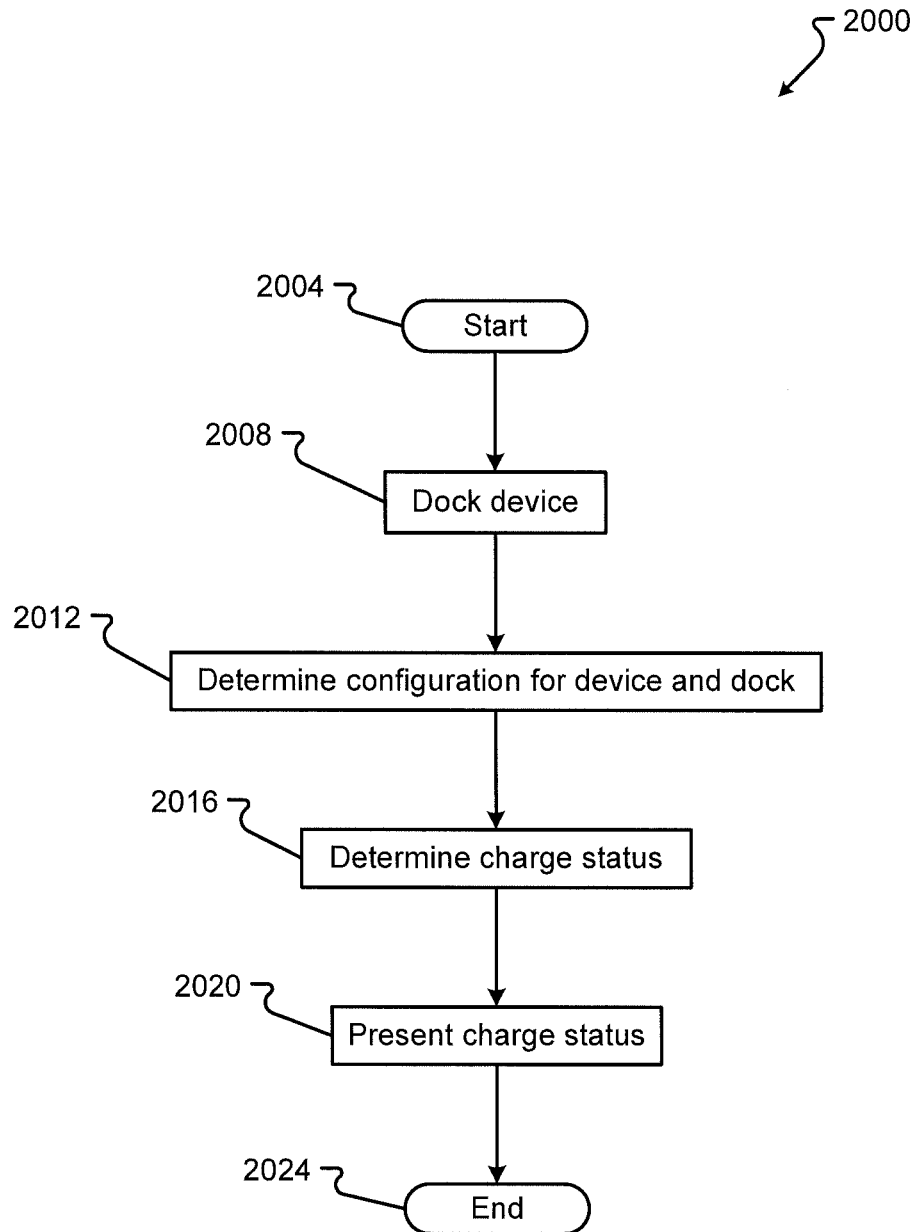 2000
2004
Start
2008
Dock device
2012
Determine configuration for device and dock
2016
Determine charge status
2020
Present charge status
2024
End